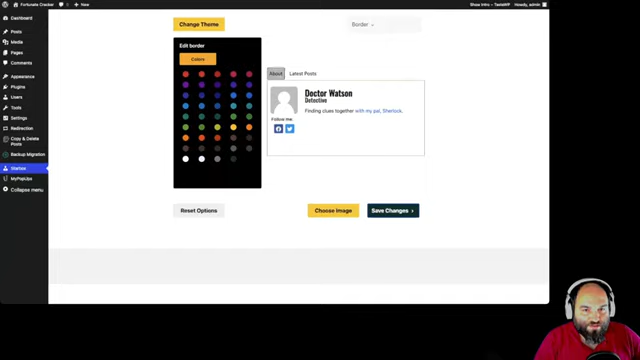 Fortunate Cracker
New
Show Intro - TasteWP
Howdy, admin
Dashboard
Posts
Media
Pages
Comments
Appearance
Plugins
Users
Tools
Settings
Redirection
Copy & Delete
Posts
Backup Migration
MyPopUps
Collapse menu
Change Theme
Border
Edit border
Colors
About
Latest Posts
Doctor Watson
Detective
Finding clues together with my pal, Sherlock.
Follow me:
Reset Options
Choose Image
Save Changes